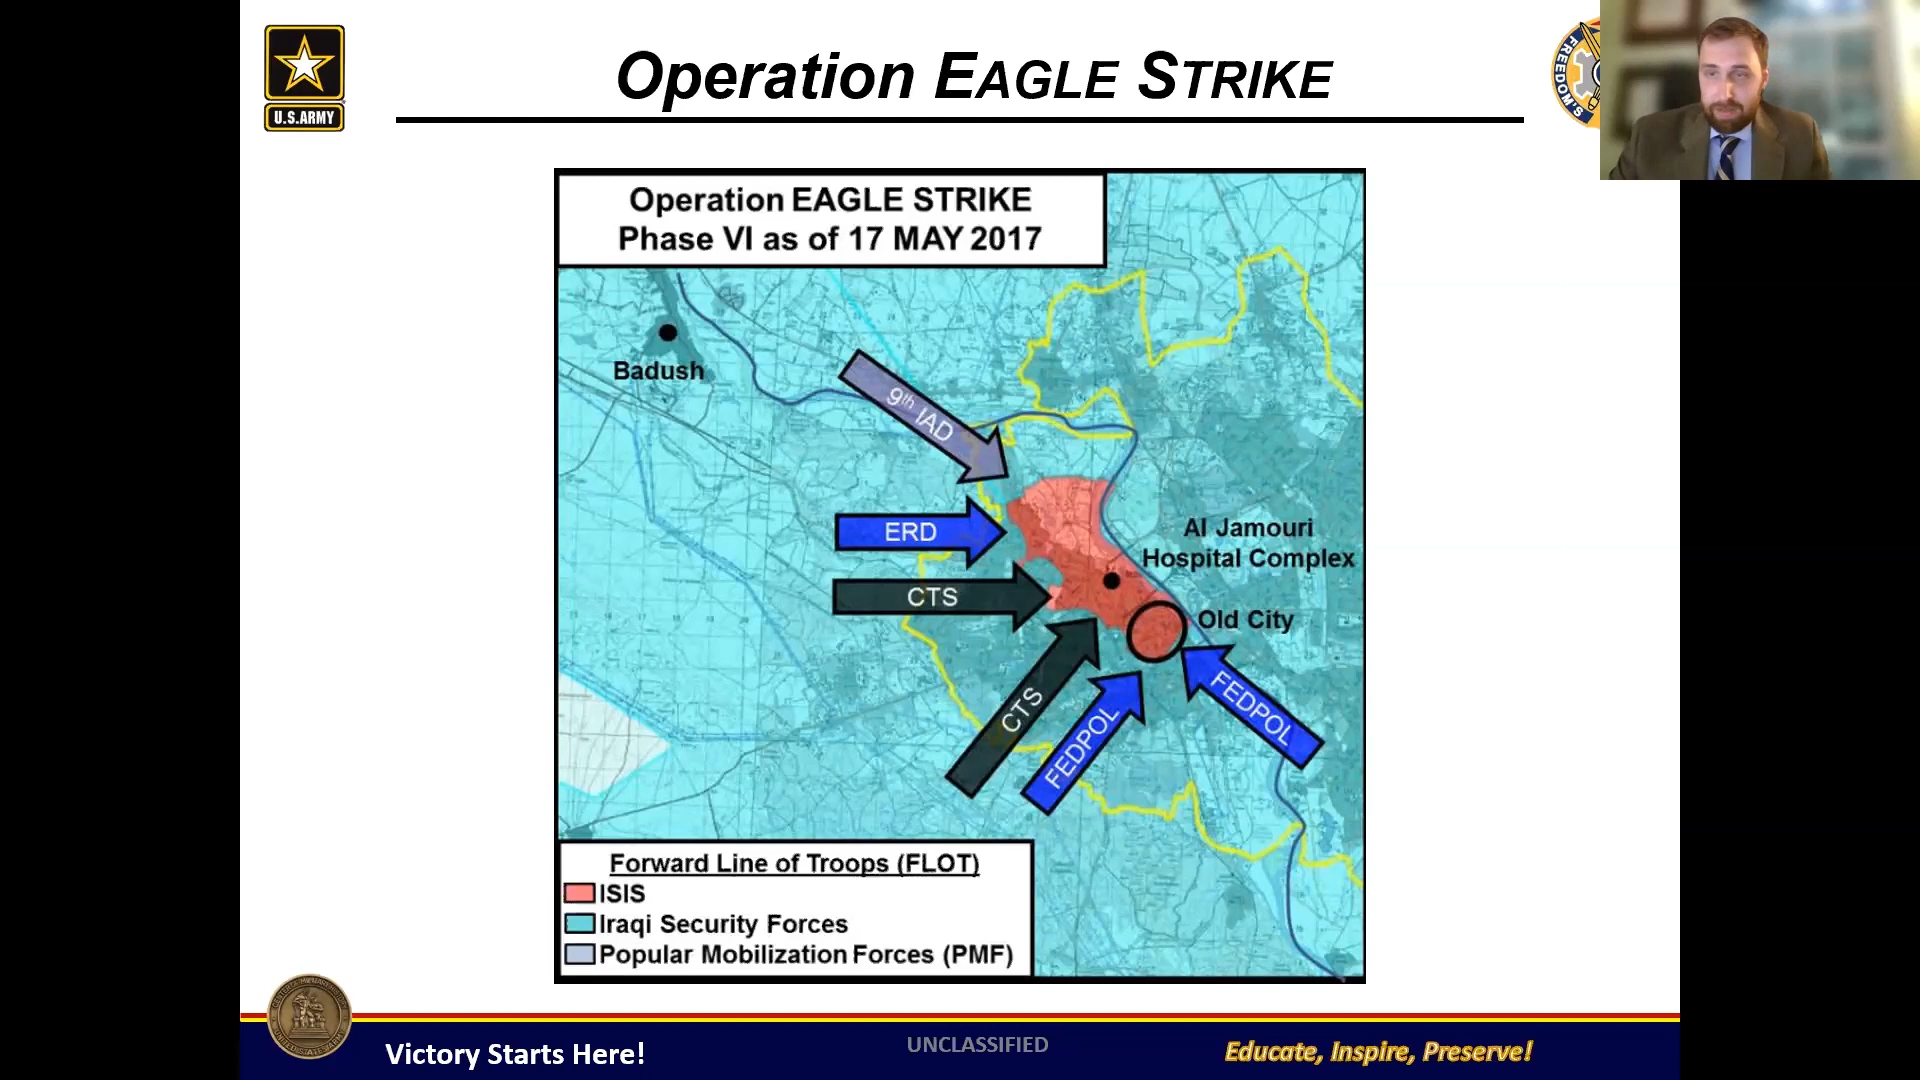 Operation EAGLE STRIKE
U.S.ARMY
FREEDOM'S
Operation EAGLE STRIKE
Phase VI as of 17 MAY 2017
Badush
9th IAD
ERD
CTS
Al Jamouri
Hospital Complex
Old City
CTS
FEDPOL
FEDPOL
Forward Line of Troops (FLOT)
ISIS
Iraqi Security Forces
Popular Mobilization Forces (PMF)
Victory Starts Here!
UNCLASSIFIED
Educate, Inspire, Preserve!